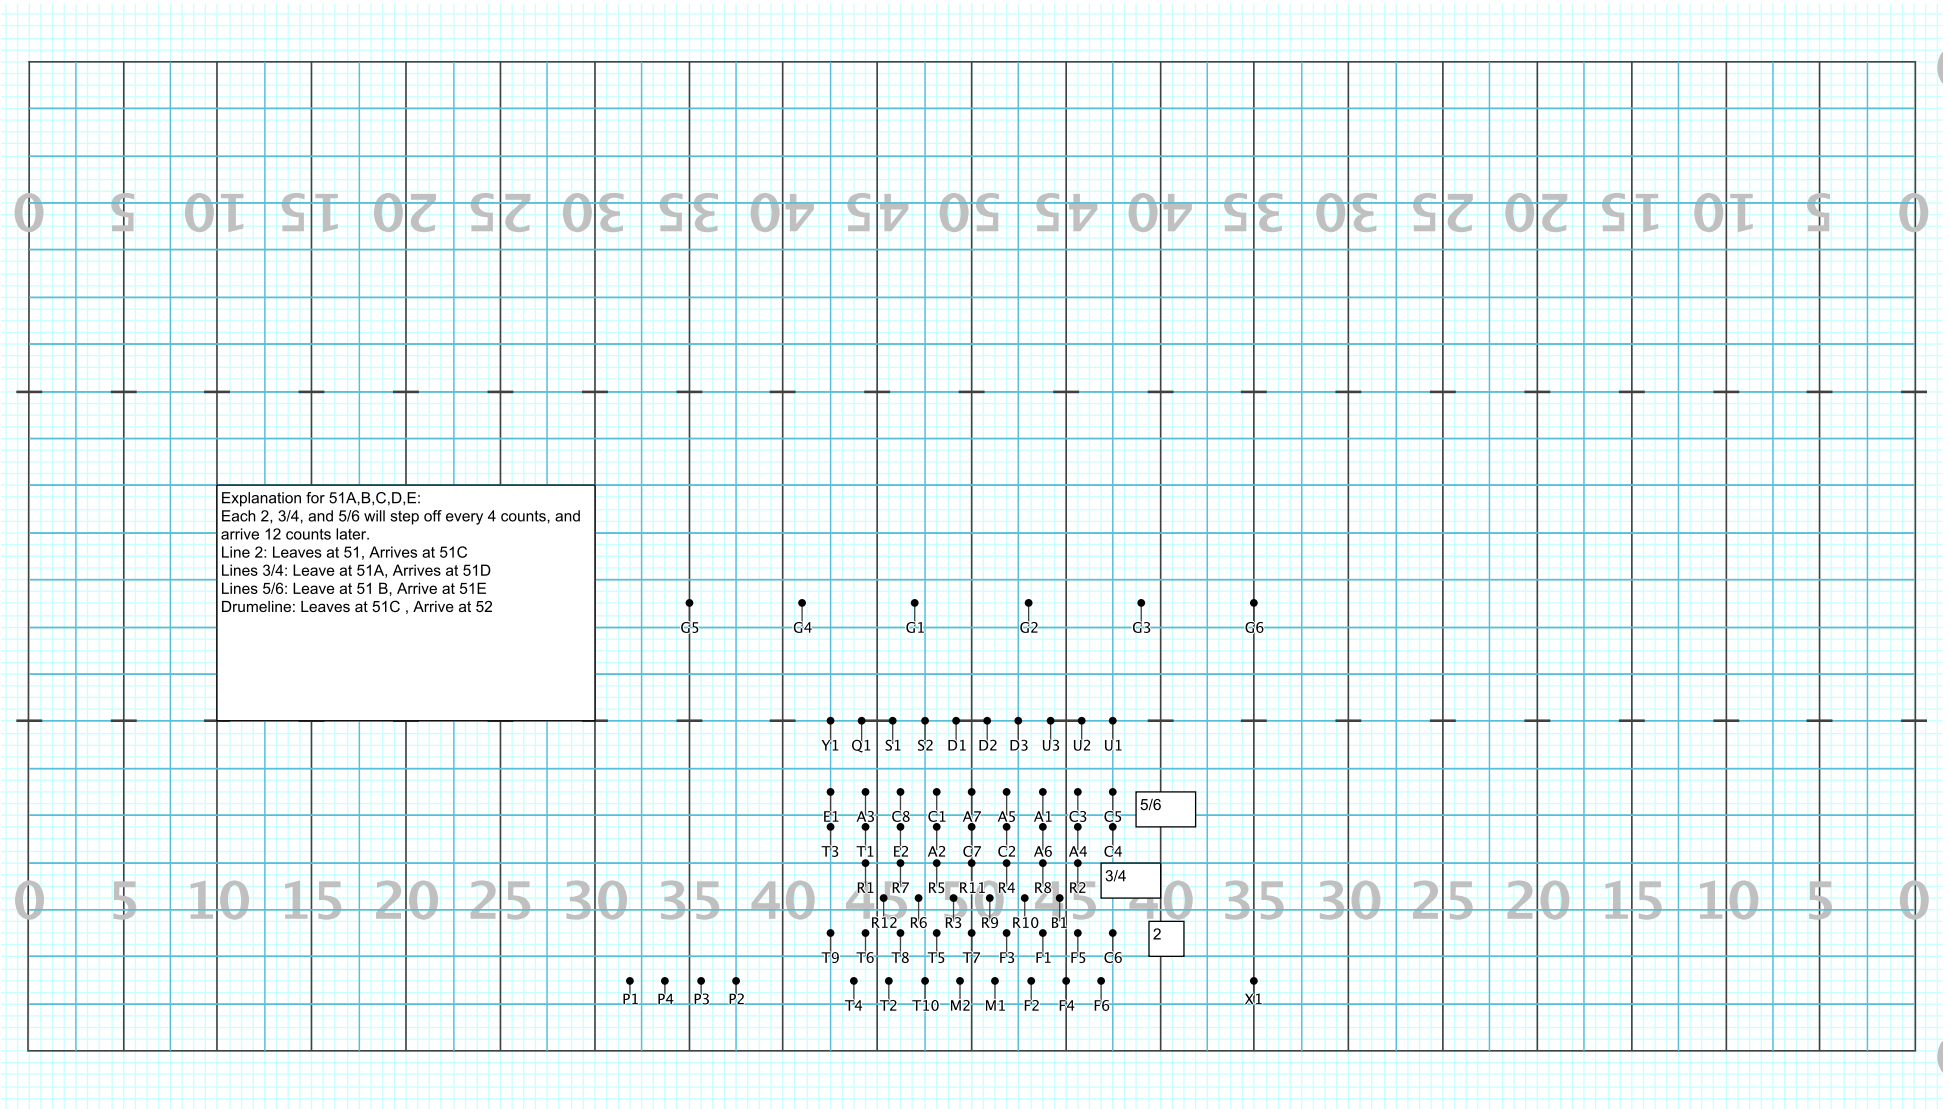 0 5 10 15 20 25 30 35 40 45 50 45 40 35 30 25 20 15 10 5 0
Explanation for 51A,B,C,D,E:
Each 2, 3/4, and 5/6 will step off every 4 counts, and
arrive 12 counts later.
Line 2: Leaves at 51, Arrives at 51C
Lines 3/4: Leave at 51A, Arrives at 51D
Lines 5/6: Leave at 51 B, Arrive at 51E
Drumeline: Leaves at 51C , Arrive at 52
G5 G4 G1 G2 G3 G6
Y1 Q1 S1 S2 D1 D2 D3 U3 U2 U1
5/6
E1 A3 C8 C1 A7 A5 A1 C3 C5
T3 T1 E2 A2 C7 C2 A6 A4 C4
3/4
R1 R7 R5 R11 R4 R8 R2
0 5 10 15 20 25 30 35 40 45 50 45 40 35 30 25 20 15 10 5 0
R12 R6 R3 R9 R10 B1
2
T9 T6 T8 T5 T7 F3 F1 F5 C6
P1 P4 P3 P2 X1
T4 T2 T10 M2 M1 F2 F4 F6